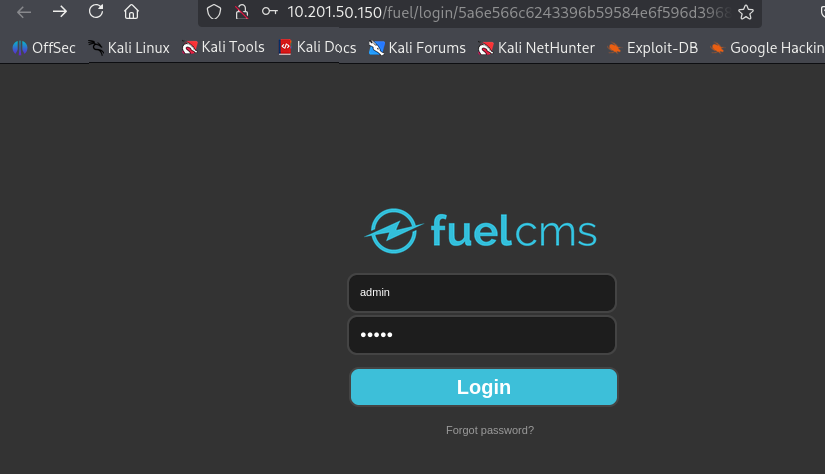 10.201.50.150/fuel/login/5a6e566c6243396b59584e6f596d396
OffSec Kali Linux Kali Tools Kali Docs Kali Forums Kali NetHunter Exploit-DB Google Hackin
fuelcms
admin
•••••
Login
Forgot password?